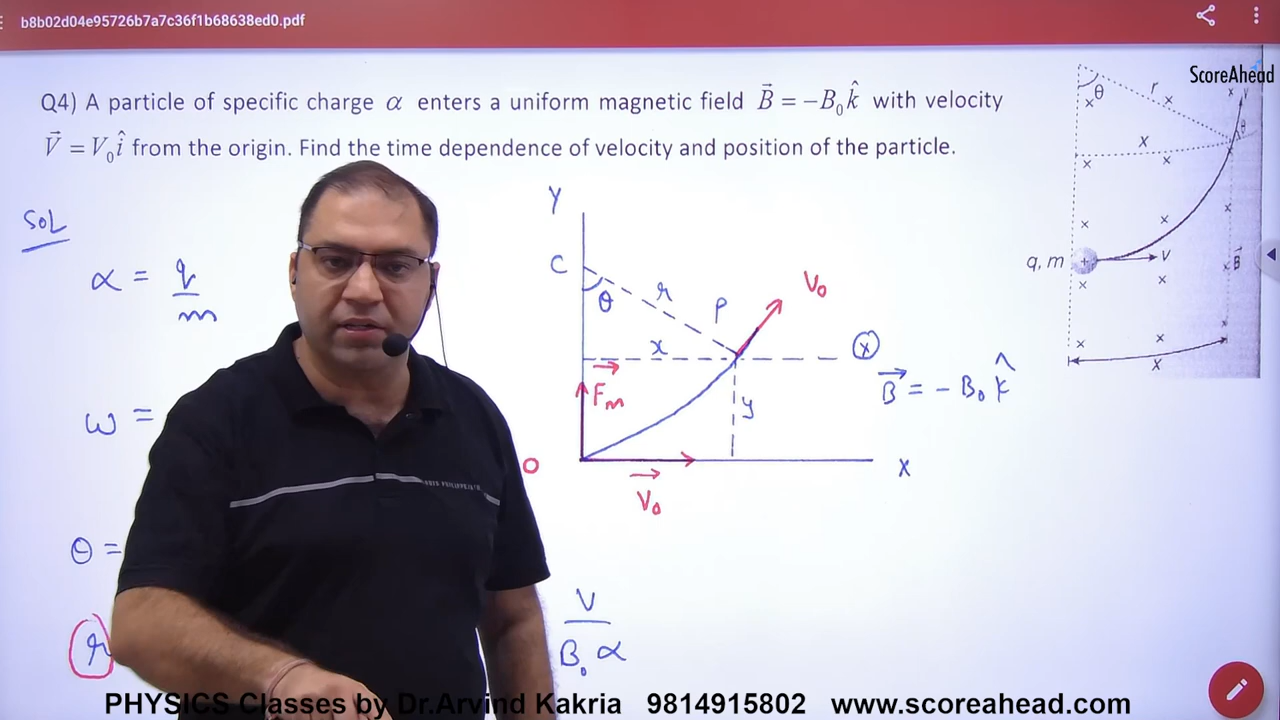 b8b02d04e95726b7a7c36f1b68638ed0.pdf
ScoreAhead
Q4) A particle of specific charge α enters a uniform magnetic field B⃗ = −B₀k̂ with velocity
V⃗ = V₀î from the origin. Find the time dependence of velocity and position of the particle.
SOL
α = q/m
ω =
θ =
r
V/B₀ α
Y
C
θ
r
P
V₀
x
F⃗m
y
B⃗ = − B₀ k̂
O
X
V⃗₀
θ
r
θ
x
q, m
+
V
B⃗
x
PHYSICS Classes by Dr.Arvind Kakria 9814915802 www.scoreahead.com